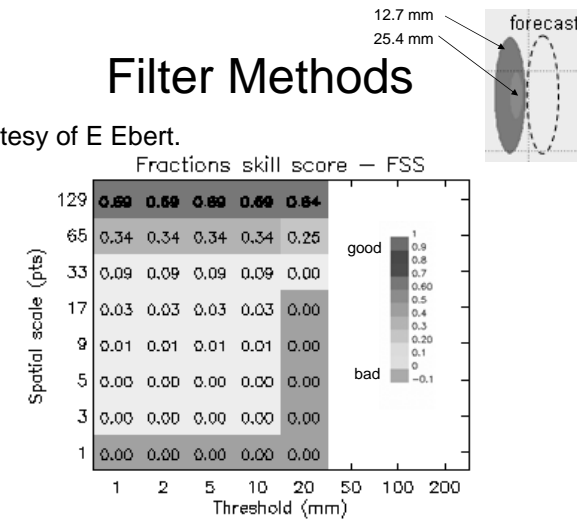 12.7 mm
25.4 mm
forecast
Filter Methods
tesy of E Ebert.
Fractions skill score – FSS
129 0.69 0.69 0.69 0.69 0.64
65 0.34 0.34 0.34 0.34 0.25
33 0.09 0.09 0.09 0.09 0.00
17 0.03 0.03 0.03 0.03 0.00
9 0.01 0.01 0.01 0.01 0.00
5 0.00 0.00 0.00 0.00 0.00
3 0.00 0.00 0.00 0.00 0.00
1 0.00 0.00 0.00 0.00 0.00
Spatial scale (pts)
1 2 5 10 20 50 100 200
Threshold (mm)
good
bad
1
0.9
0.8
0.7
0.60
0.5
0.4
0.3
0.20
0.1
0
-0.1